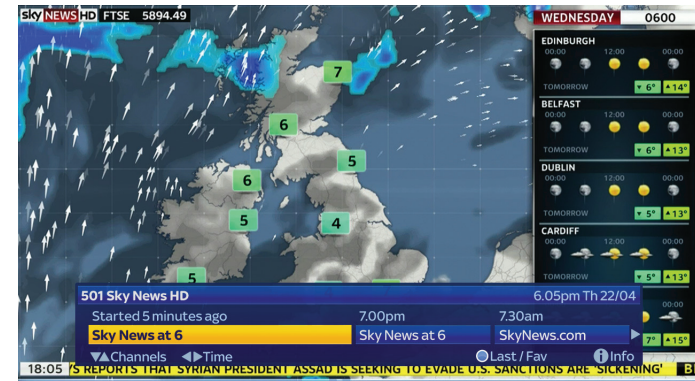 sky NEWS HD FTSE 5894.49
WEDNESDAY 0600
7
6
5
6
5
4
5
EDINBURGH
00:00 12:00 00:00
TOMORROW ▼ 6° ▲ 14°
BELFAST
00:00 12:00 00:00
TOMORROW ▼ 6° ▲ 13°
DUBLIN
00:00 12:00 00:00
TOMORROW ▼ 5° ▲ 13°
CARDIFF
00:00 12:00 00:00
TOMORROW ▼ 5° ▲ 13°
00
7° ▲ 15°
501 Sky News HD 6.05pm Th 22/04
Started 5 minutes ago 7.00pm 7.30am
Sky News at 6 Sky News at 6 SkyNews.com
▼▲Channels ◀▶Time Last / Fav i Info
18:05 'S REPORTS THAT SYRIAN PRESIDENT ASSAD IS SEEKING TO EVADE U.S. SANCTIONS ARE 'SICKENING' B